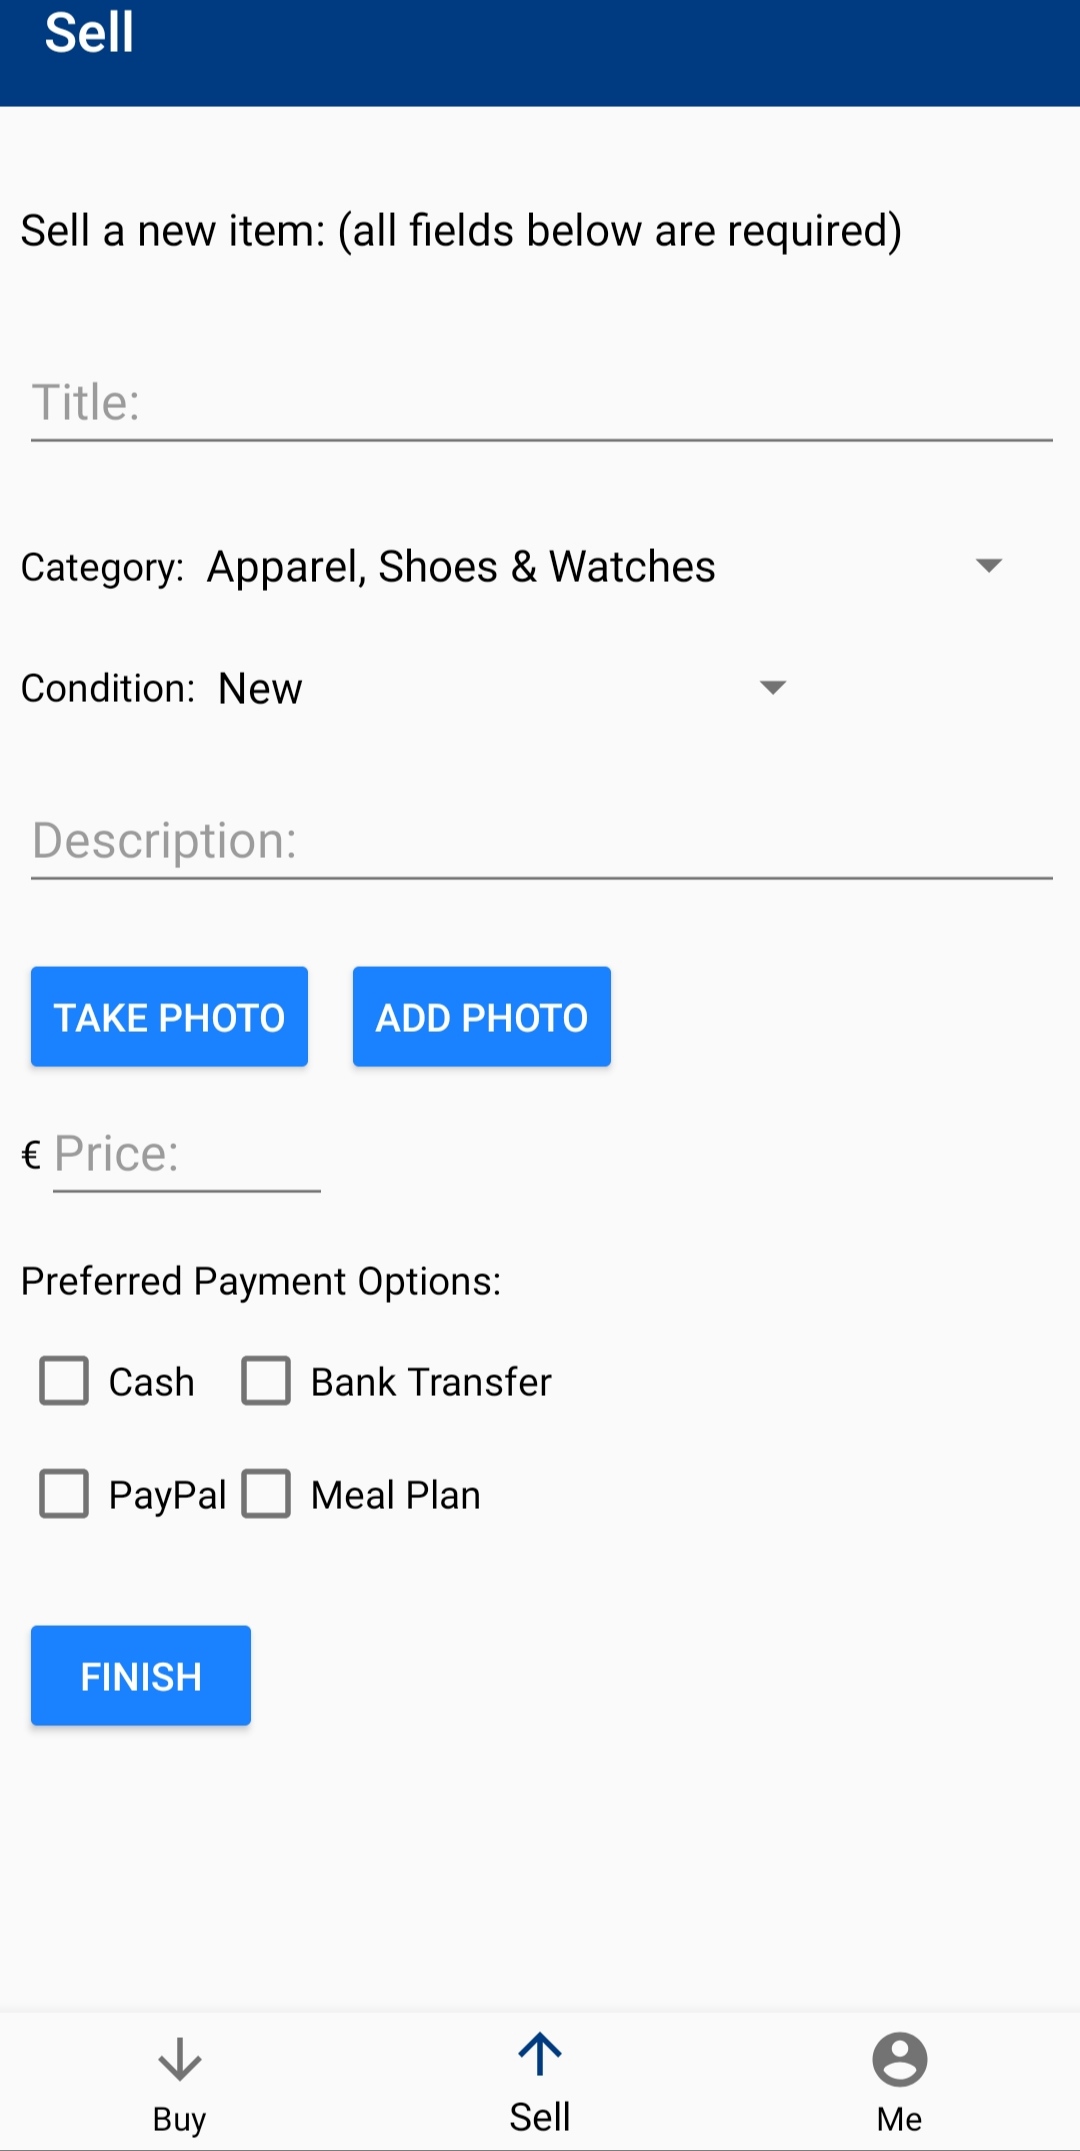 Sell
Sell a new item: (all fields below are required)
Title:
Category: Apparel, Shoes & Watches
Condition: New
Description:
TAKE PHOTO ADD PHOTO
€ Price:
Preferred Payment Options:
Cash Bank Transfer
PayPal Meal Plan
FINISH
Buy Sell Me